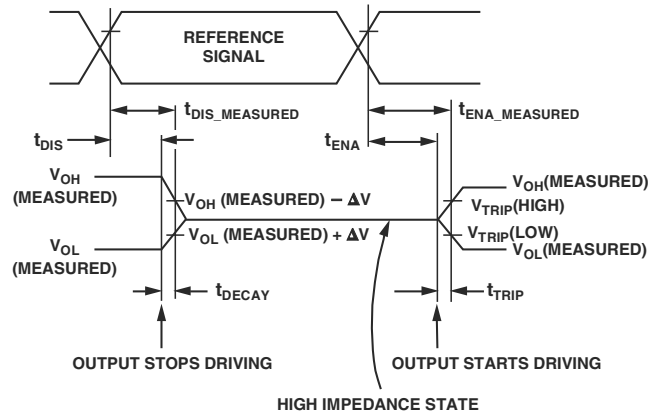 REFERENCE
SIGNAL
tDIS_MEASURED
tENA_MEASURED
tDIS
tENA
VOH
(MEASURED)
VOH (MEASURED) – ΔV
VOH(MEASURED)
VTRIP(HIGH)
VOL
(MEASURED)
VOL (MEASURED) + ΔV
VTRIP(LOW)
VOL(MEASURED)
tDECAY
tTRIP
OUTPUT STOPS DRIVING
OUTPUT STARTS DRIVING
HIGH IMPEDANCE STATE